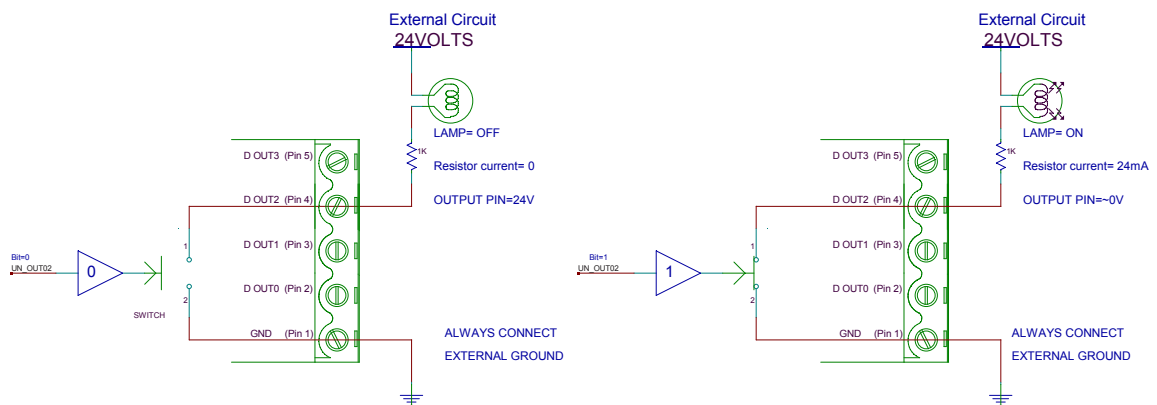 External Circuit
24VOLTS
LAMP= OFF
1K
D OUT3 (Pin 5)
Resistor current= 0
D OUT2 (Pin 4)
OUTPUT PIN=24V
1
D OUT1 (Pin 3)
Bit=0
UN_OUT02
0
2
D OUT0 (Pin 2)
SWITCH
GND (Pin 1)
ALWAYS CONNECT
EXTERNAL GROUND
External Circuit
24VOLTS
LAMP= ON
1K
D OUT3 (Pin 5)
Resistor current= 24mA
D OUT2 (Pin 4)
OUTPUT PIN=~0V
1
D OUT1 (Pin 3)
Bit=1
UN_OUT02
1
2
D OUT0 (Pin 2)
GND (Pin 1)
ALWAYS CONNECT
EXTERNAL GROUND